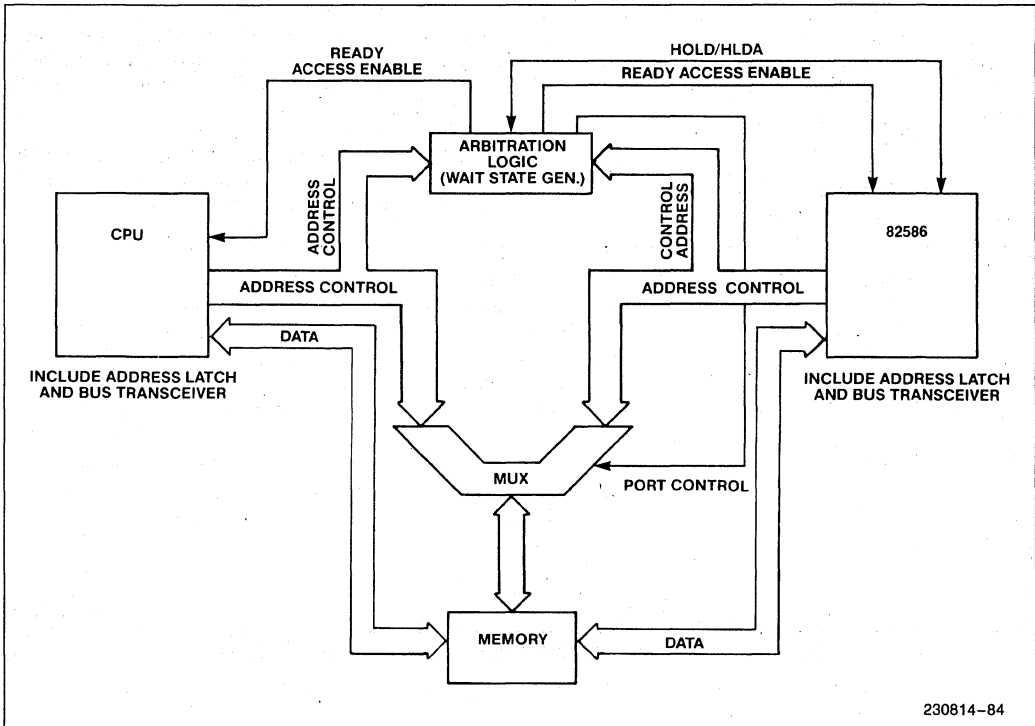 READY
ACCESS ENABLE
HOLD/HLDA
READY ACCESS ENABLE
ARBITRATION
LOGIC
(WAIT STATE GEN.)
ADDRESS
CONTROL
CONTROL
ADDRESS
CPU
82586
ADDRESS CONTROL
ADDRESS CONTROL
DATA
INCLUDE ADDRESS LATCH
AND BUS TRANSCEIVER
INCLUDE ADDRESS LATCH
AND BUS TRANSCEIVER
MUX
PORT CONTROL
MEMORY
DATA
230814-84